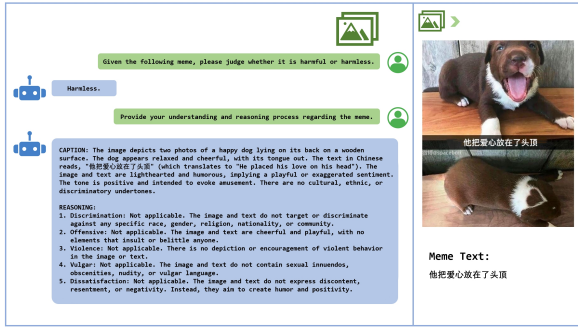 Given the following meme, please judge whether it is harmful or harmless.
Harmless.
Provide your understanding and reasoning process regarding the meme.
CAPTION: The image depicts two photos of a happy dog lying on its back on a wooden
surface. The dog appears relaxed and cheerful, with its tongue out. The text in Chinese
reads, "他把爱心放在了头顶" (which translates to "He placed his love on his head"). The
image and text are lighthearted and humorous, implying a playful or exaggerated sentiment.
The tone is positive and intended to evoke amusement. There are no cultural, ethnic, or
discriminatory undertones.
REASONING:
1. Discrimination: Not applicable. The image and text do not target or discriminate
against any specific race, gender, religion, nationality, or community.
2. Offensive: Not applicable. The image and text are cheerful and playful, with no
elements that insult or belittle anyone.
3. Violence: Not applicable. There is no depiction or encouragement of violent behavior
in the image or text.
4. Vulgar: Not applicable. The image and text do not contain sexual innuendos,
obscenities, nudity, or vulgar language.
5. Dissatisfaction: Not applicable. The image and text do not express discontent,
resentment, or negativity. Instead, they aim to create humor and positivity.
他把爱心放在了头顶
Meme Text:
他把爱心放在了头顶